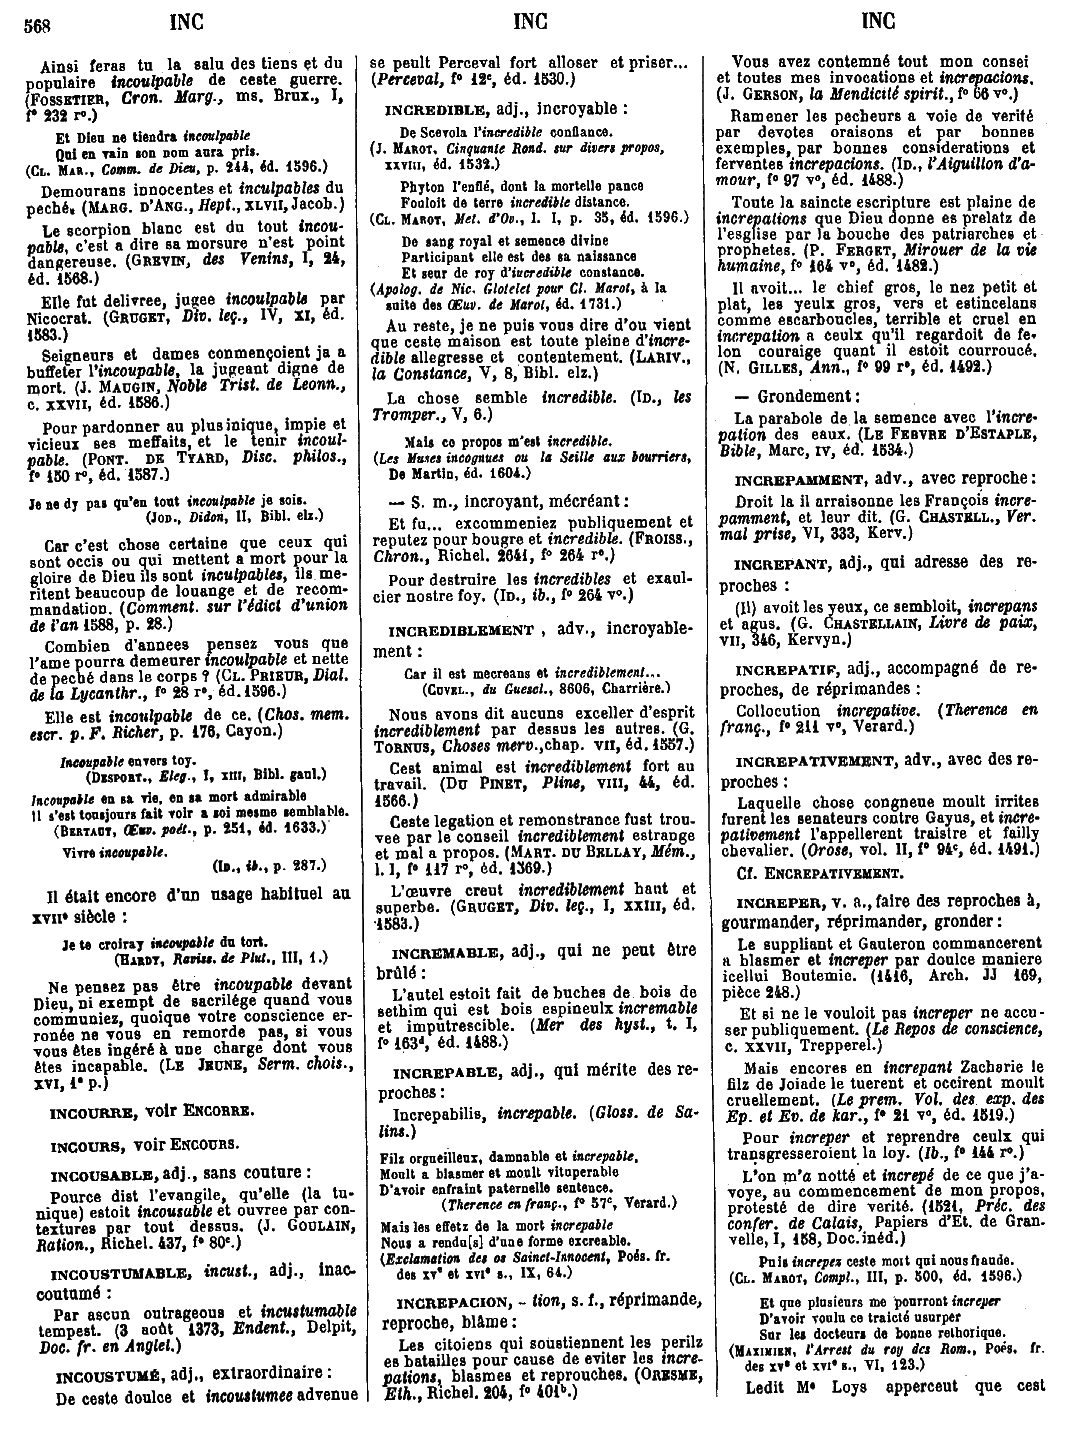 568 INC INC INC
Ainsi feras tu la salu des tiens et du
populaire incoulpable de ceste guerre.
(FOSSETIER, Cron. Marg., ms. Brux., I,
f° 232 r°.)
Et Dieu ne tiendra incoulpable
Qui en vain son nom aura pris.
(CL. MAR., Comm. de Dieu, p. 244, éd. 1596.)
Demourans innocentes et inculpables du
peché. (MARG. D'ANG., Hept., XLVII, Jacob.)
Le scorpion blanc est du tout incou-
pable, c'est a dire sa morsure n'est point
dangereuse. (GREVIN, des Venins, I, 24,
éd. 1568.)
Elle fut delivree, jugee incoulpable par
Nicocrat. (GRUGET, Div. leç., IV, XI, éd.
1583.)
Seigneurs et dames conmençoient ja a
buffeter l'incoupable, la jugeant digne de
mort. (J. MAUGIN, Noble Trist. de Leonn.,
c. XXVII, éd. 1586.)
Pour pardonner au plus inique, impie et
vicieux ses meffaits, et le tenir incoul-
pable. (PONT. DE TYARD, Disc. philos.,
f° 150 r°, éd. 1587.)
Je ne dy pas qu'en tout incoulpable je sois.
(JOD., Didon, II, Bibl. elz.)
Car c'est chose certaine que ceux qui
sont occis ou qui mettent a mort pour la
gloire de Dieu ils sont inculpables, ils me-
ritent beaucoup de louange et de recom-
mandation. (Comment. sur l'édict d'union
de l'an 1588, p. 28.)
Combien d'annees pensez vous que
l'ame pourra demeurer incoulpable et nette
de peché dans le corps ? (CL. PRIEUR, Dial.
de la Lycanthr., f° 28 r°, éd. 1596.)
Elle est incoulpable de ce. (Chos. mem.
escr. p. F. Richer, p. 176, Cayon.)
Incoupable envers toy.
(DESPORT., Eleg., I, XIII, Bibl. gaul.)
Incoupable en sa vie, en sa mort admirable
Il s'est tousjours fait voir a soi mesme semblable.
(BERTAUT, Œuv. poét., p. 251, éd. 1633.)
Vivre incoupable.
(ID., ib., p. 287.)
Il était encore d'un usage habituel au
XVII° siècle :
Je te croiray incoupable du tort.
(HARDY, Raviss. de Plut., III, 1.)
Ne pensez pas être incoupable devant
Dieu, ni exempt de sacrilége quand vous
communiez, quoique votre conscience er-
ronée ne vous en remorde pas, si vous
vous êtes ingéré à une charge dont vous
êtes incapable. (LE JEUNE, Serm. chois.,
XVI, 1° p.)
INCOURRE, voir ENCORRE.
INCOURS, voir ENCOURS.
INCOUSABLE, adj., sans couture :
Pource dist l'evangile, qu'elle (la tu-
nique) estoit incousable et ouvree par con-
textures par tout dessus. (J. GOULAIN,
Ration., Richel. 437, f° 80ᶜ.)
INCOUSTUMABLE, incust., adj., inac-
coutumé :
Par ascun outrageous et incustumable
tempest. (3 août 1373, Endent., Delpit,
Doc. fr. en Anglet.)
INCOUSTUMÉ, adj., extraordinaire :
De ceste doulce et incoustumee advenue
se peult Perceval fort alloser et priser...
(Perceval, f° 12ᶜ, éd. 1530.)
INCREDIBLE, adj., incroyable :
De Scevola l'incredible confiance.
(J. MAROT, Cinquante Rond. sur divers propos,
XXVIII, éd. 1532.)
Phyton l'enflé, dont la mortelle pance
Fouloit de terre incredible distance.
(CL. MAROT, Met. d'Ov., l. I, p. 35, éd. 1596.)
De sang royal et semence divine
Participant elle est des sa naissance
Et seur de roy d'incredible constance.
(Apolog. de Nic. Glotelet pour Cl. Marot, à la
suite des Œuv. de Marot, éd. 1731.)
Au reste, je ne puis vous dire d'ou vient
que ceste maison est toute pleine d'incre-
dible allegresse et contentement. (LARIV.,
la Constance, V, 8, Bibl. elz.)
La chose semble incredible. (ID., les
Tromper., V, 6.)
Mais ce propos m'est incredible.
(Les Muses incognues ou la Seille aux bourriers,
De Martin, éd. 1604.)
— S. m., incroyant, mécréant :
Et fu... excommeniez publiquement et
reputez pour bougre et incredible. (FROISS.,
Chron., Richel. 2641, f° 264 r°.)
Pour destruire les incredibles et exaul-
cier nostre foy. (ID., ib., f° 264 v°.)
INCREDIBLEMENT , adv., incroyable-
ment :
Car il est mecreans et incrediblement...
(CUVEL., du Guescl., 8606, Charrière.)
Nous avons dit aucuns exceller d'esprit
incrediblement par dessus les autres. (G.
TORNUS, Choses merv., chap. VII, éd. 1557.)
Cest animal est incrediblement fort au
travail. (DU PINET, Pline, VIII, 44, éd.
1566.)
Ceste legation et remonstrance fust trou-
vee par le conseil incrediblement estrange
et mal a propos. (MART. DU BELLAY, Mém.,
l. I, f° 117 r°, éd. 1569.)
L'œuvre creut incrediblement haut et
superbe. (GRUGET, Div. leç., I, XXIII, éd.
1583.)
INCREMABLE, adj., qui ne peut être
brûlé :
L'autel estoit fait de buches de bois de
sethim qui est bois espineulx incremable
et imputrescible. (Mer des hyst., t. I,
f° 163ᵈ, éd. 1488.)
INCREPABLE, adj., qui mérite des re-
proches :
Increpabilis, increpable. (Gloss. de Sa-
lins.)
Filz orgueilleux, damnable et increpable,
Moult a blasmer et moult vituperable
D'avoir enfraint paternelle sentence.
(Therence en franç., f° 57ᶜ, Verard.)
Mais les effetz de la mort increpable
Nous a rendu[s] d'une forme excreable.
(Exclamation des os Sainct-Innocent, Poés. fr.
des XV° et XVI° s., IX, 64.)
INCREPACION, - tion, s. f., réprimande,
reproche, blâme :
Les citoiens qui soustiennent les perilz
es batailles pour cause de eviter les incre-
pations, blasmes et reprouches. (ORESME,
Eth., Richel. 204, f° 401ᵇ.)
Vous avez contemné tout mon consei
et toutes mes invocations et increpacions.
(J. GERSON, la Mendicité spirit., f° 66 v°.)
Ramener les pecheurs a voie de verité
par devotes oraisons et par bonnes
exemples, par bonnes considerations et
ferventes increpacions. (ID., l'Aiguillon d'a-
mour, f° 97 v°, éd. 1488.)
Toute la saincte escripture est plaine de
increpations que Dieu donne es prelatz de
l'esglise par la bouche des patriarches et
prophetes. (P. FERGET, Mirouer de la vie
humaine, f° 164 v°, éd. 1482.)
Il avoit... le chief gros, le nez petit et
plat, les yeulx gros, vers et estincelans
comme escarboucles, terrible et cruel en
increpation a ceulx qu'il regardoit de fe-
lon couraige quant il estoit courroucé.
(N. GILLES, Ann., f° 99 r°, éd. 1492.)
— Grondement :
La parabole de la semence avec l'incre-
pation des eaux. (LE FEBVRE D'ESTAPLE,
Bible, Marc, IV, éd. 1534.)
INCREPAMMENT, adv., avec reproche :
Droit la il arraisonne les François incre-
pamment, et leur dit. (G. CHASTELL., Ver.
mal prise, VI, 333, Kerv.)
INCREPANT, adj., qui adresse des re-
proches :
(Il) avoit les yeux, ce sembloit, increpans
et agus. (G. CHASTELLAIN, Livre de paix,
VII, 346, Kervyn.)
INCREPATIF, adj., accompagné de re-
proches, de réprimandes :
Collocution increpative. (Therence en
franç., f° 211 v°, Verard.)
INCREPATIVEMENT, adv., avec des re-
proches :
Laquelle chose congneue moult irrites
furent les senateurs contre Gayus, et incre-
pativement l'appellerent traistre et failly
chevalier. (Orose, vol. II, f° 94ᶜ, éd. 1491.)
Cf. ENCREPATIVEMENT.
INCREPER, v. a., faire des reproches à,
gourmander, réprimander, gronder :
Le suppliant et Gauteron commancerent
a blasmer et increper par doulce maniere
icellui Boutemie. (1416, Arch. JJ 169,
pièce 248.)
Et si ne le vouloit pas increper ne accu-
ser publiquement. (Le Repos de conscience,
c. XXVII, Trepperel.)
Mais encores en increpant Zacharie le
filz de Joiade le tuerent et occirent moult
cruellement. (Le prem. Vol. des exp. des
Ep. et Ev. de kar., f° 21 v°, éd. 1519.)
Pour increper et reprendre ceulx qui
transgresseroient la loy. (Ib., f° 144 r°.)
L'on m'a notté et increpé de ce que j'a-
voye, au commencement de mon propos,
protesté de dire verité. (1521, Préc. des
confer. de Calais, Papiers d'Et. de Gran-
velle, I, 158, Doc. inéd.)
Puis increpez ceste mort qui nous fraude.
(CL. MAROT, Compl., III, p. 500, éd. 1596.)
Et que plusieurs me pourront increper
D'avoir voulu ce traicté usurper
Sur les docteurs de bonne rethorique.
(MAXIMIEN, l'Arrest du roy des Rom., Poés. fr.
des XV° et XVI° s., VI, 123.)
Ledit M° Loys apperceut que cest